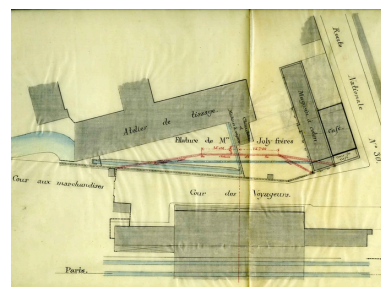 Route
Nationale
N° 30.
Atelier de tissage
Magasin à coton
Café
Filature de Mrs Joly frères
Cour aux marchandises
Cour des Voyageurs.
Paris.